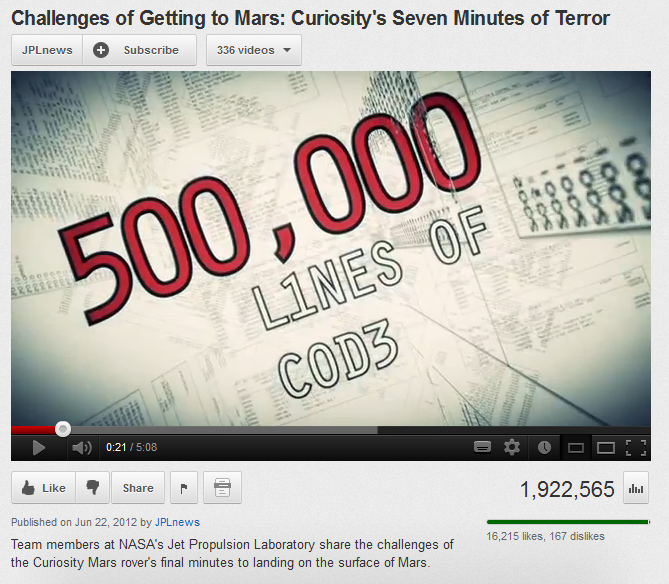 Challenges of Getting to Mars: Curiosity's Seven Minutes of Terror
JPLnews Subscribe 336 videos
500,000
L1NES OF
COD3
0:21 / 5:08
Like Share 1,922,565
Published on Jun 22, 2012 by JPLnews
16,215 likes, 167 dislikes
Team members at NASA's Jet Propulsion Laboratory share the challenges of
the Curiosity Mars rover's final minutes to landing on the surface of Mars.